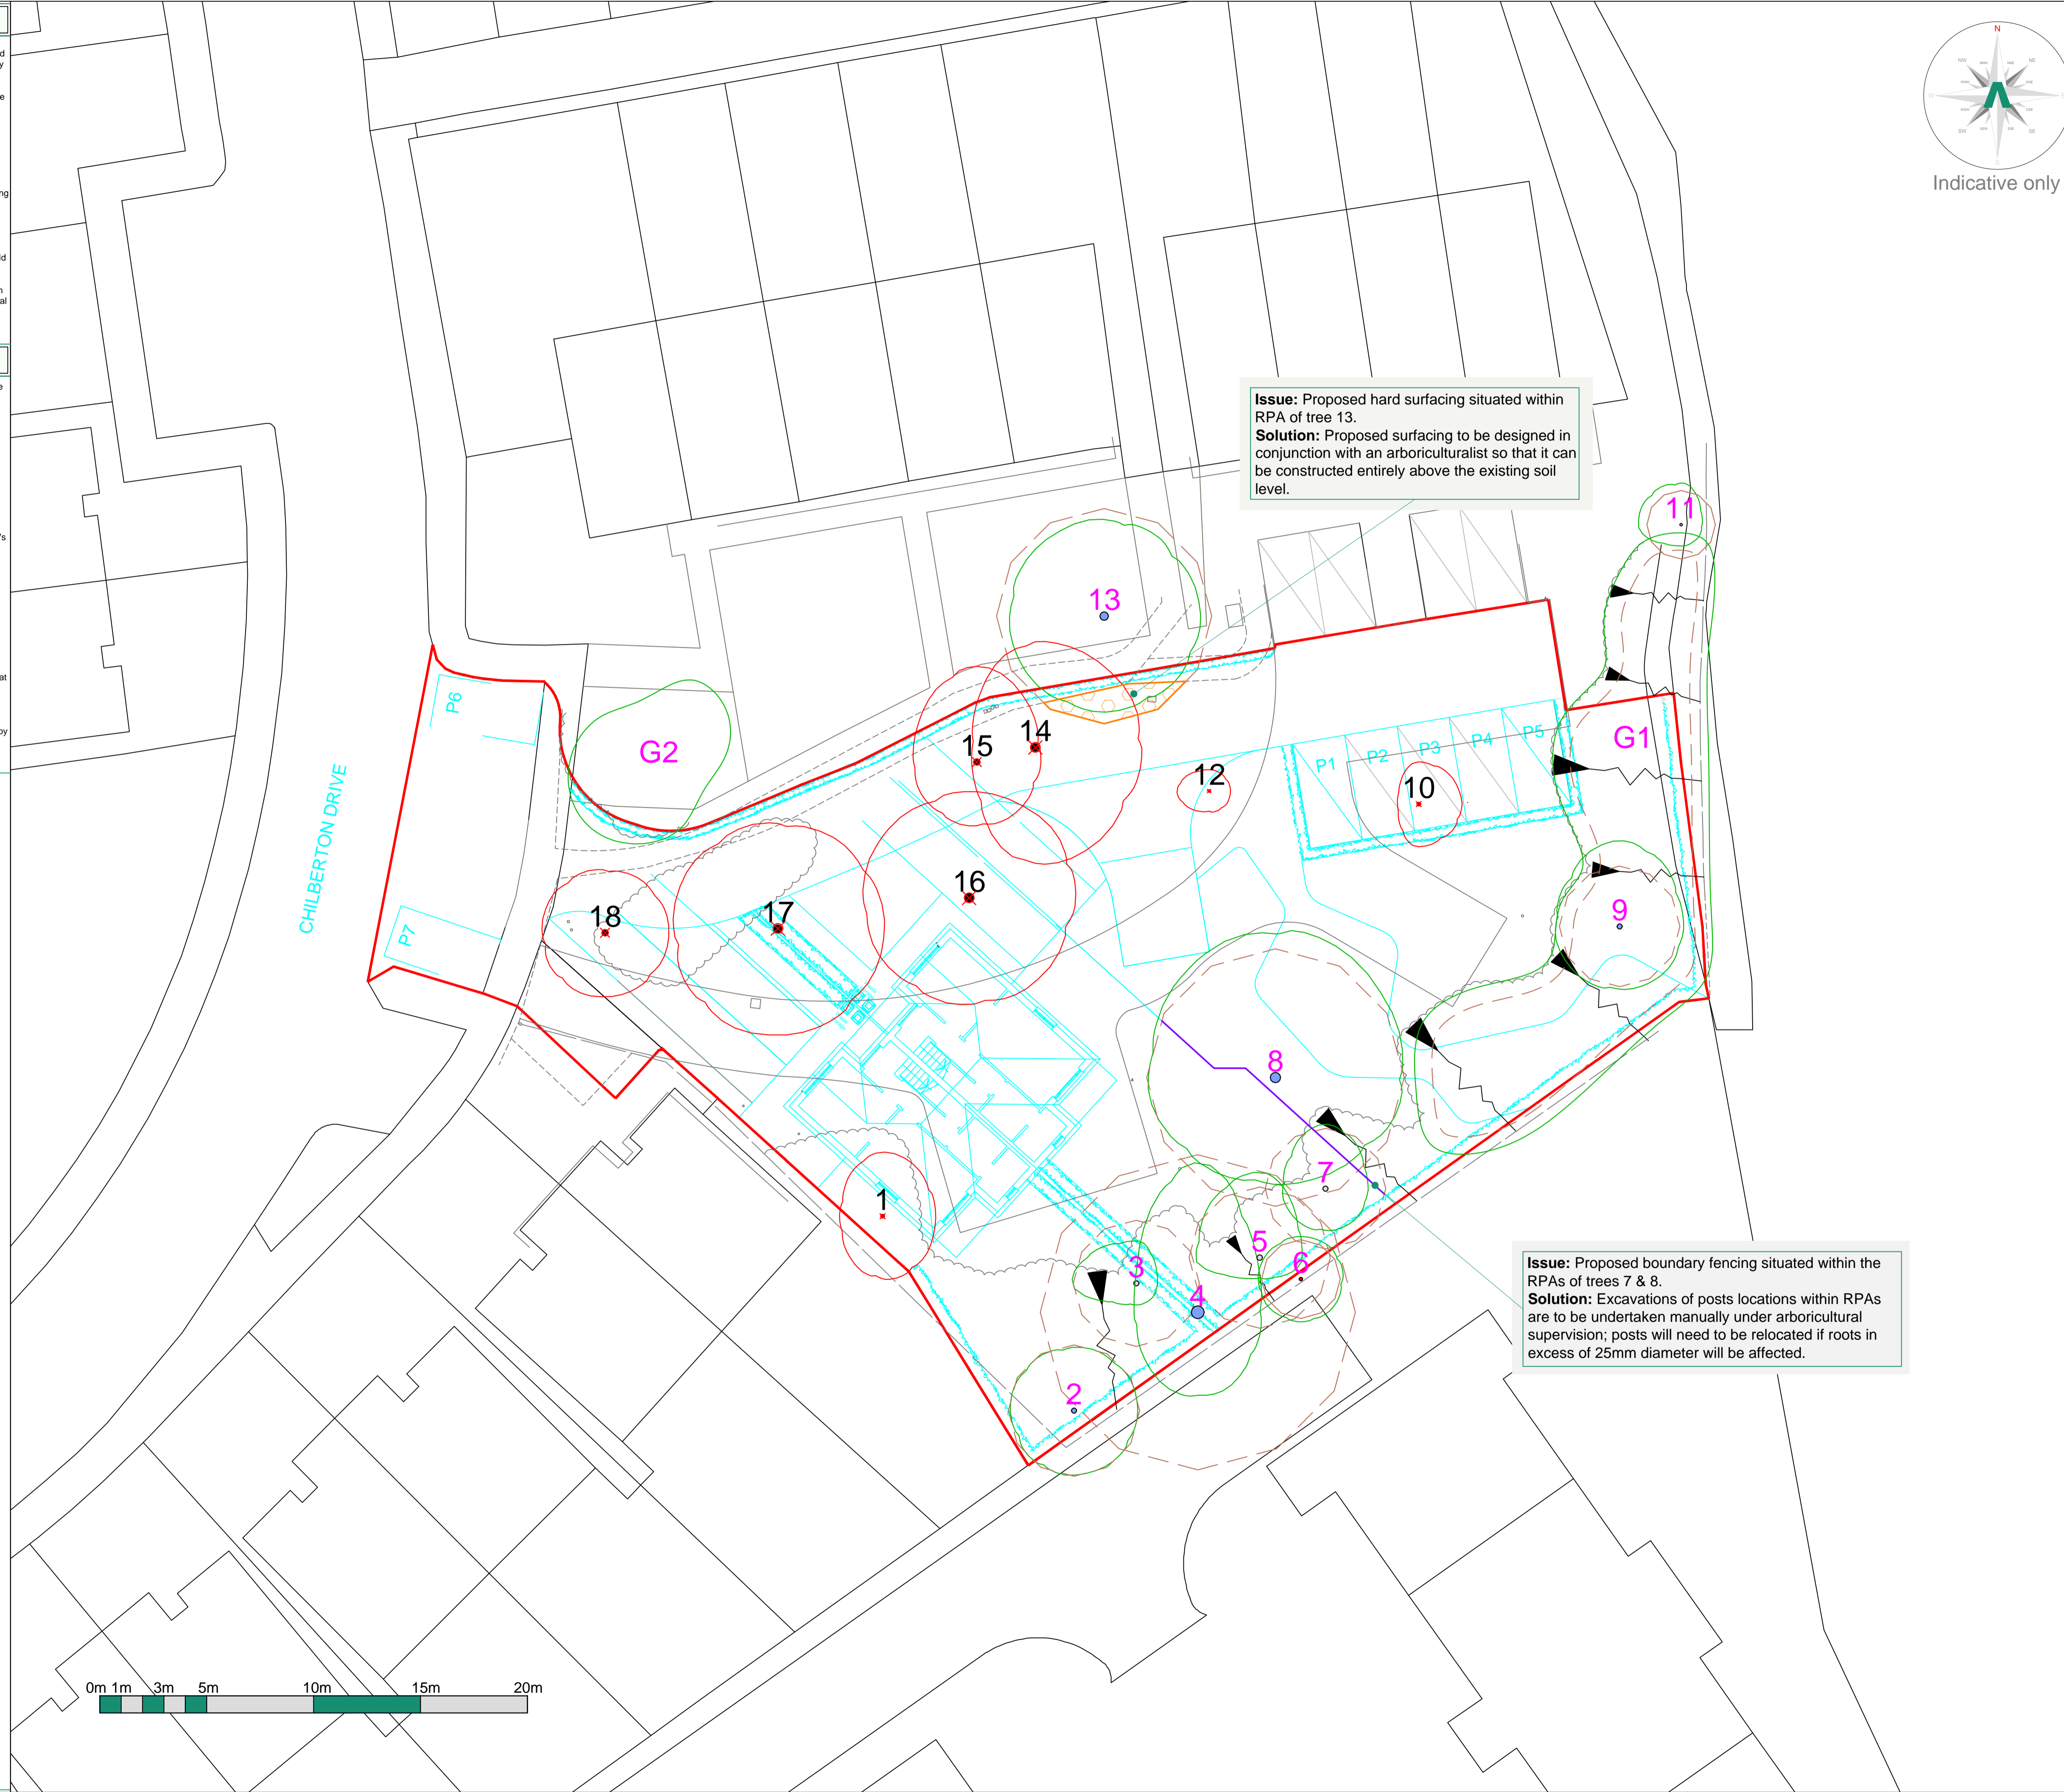 N
NW
NE
SW
SE
S
Indicative only
Issue: Proposed hard surfacing situated within
RPA of tree 13.
Solution: Proposed surfacing to be designed in
conjunction with an arboriculturalist so that it can
be constructed entirely above the existing soil
level.
11
13
P6
G2
15
14
12
P1
P2
P3
P4
P5
10
G1
CHILBERTON DRIVE
P7
18
17
16
9
8
7
1
3
5
6
4
2
Issue: Proposed boundary fencing situated within the
RPAs of trees 7 & 8.
Solution: Excavations of posts locations within RPAs
are to be undertaken manually under arboricultural
supervision; posts will need to be relocated if roots in
excess of 25mm diameter will be affected.
0m 1m 3m 5m 10m 15m 20m